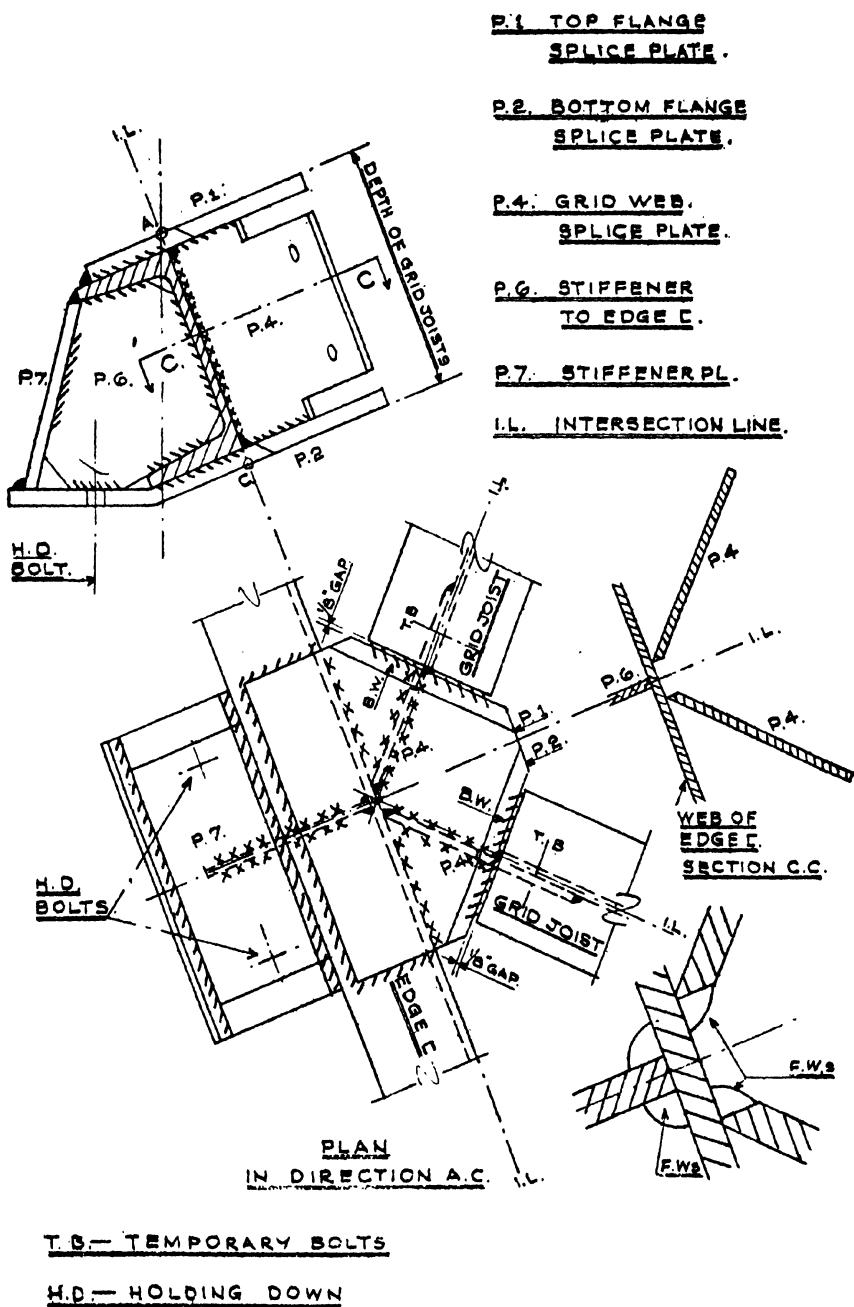 P.1 TOP FLANGE
SPLICE PLATE.
P.2. BOTTOM FLANGE
SPLICE PLATE.
P.4. GRID WEB.
SPLICE PLATE.
P.6. STIFFENER
TO EDGE [.
P.7. STIFFENER PL.
I.L. INTERSECTION LINE.
I.L.
P.1.
A
DEPTH OF GRID JOISTS
C
P.4.
C.
P.7.
P.6.
P.2
C
H.D.
BOLT.
1/8" GAP
I.L.
T.B
GRID JOIST
B.W.
P.4
P.1.
P.2.
B.W.
P.4
I.L.
P.6
P.4.
P.4.
P.7.
T.B
GRID JOIST
I.L.
H.D.
BOLTS
1/8" GAP
EDGE [
WEB OF
EDGE [.
SECTION C.C.
F.W.s
F.Ws
PLAN
IN DIRECTION A.C.
I.L.
T.B.— TEMPORARY BOLTS
H.D.— HOLDING DOWN